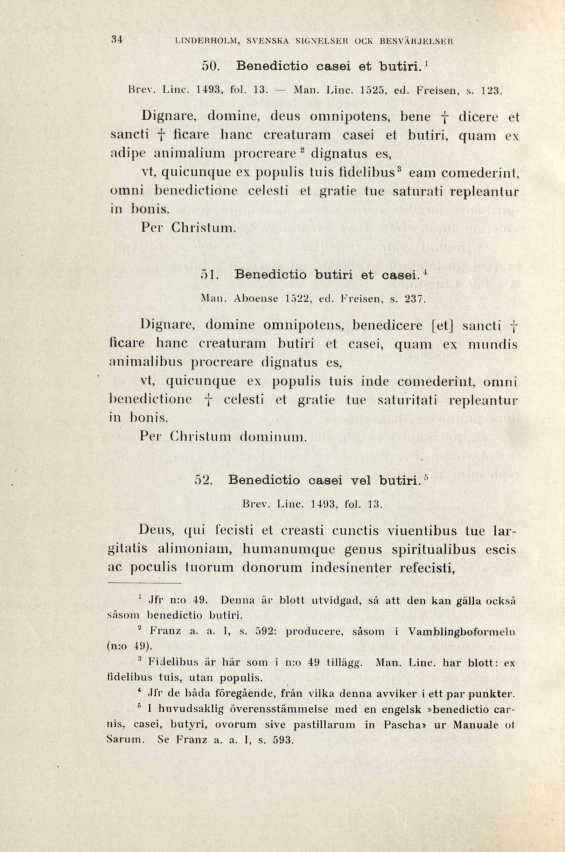 34 LINDERHOLM, SVENSKA SIGNELSER OCK BESVÄRJELSER
50. Benedictio casei et butiri.¹
Brev. Linc. 1493, fol. 13. — Man. Linc. 1525, ed. Freisen, s. 123.
Dignare, domine, deus omnipotens, bene † dicere et
sancti † ficare hanc creaturam casei et butiri, quam ex
adipe animalium procreare² dignatus es,
vt, quicunque ex populis tuis fidelibus³ eam comederint,
omni benedictione celesti et gratie tue saturati repleantur
in bonis.
Per Christum.
51. Benedictio butiri et casei.⁴
Man. Aboense 1522, ed. Freisen, s. 237.
Dignare, domine omnipotens, benedicere [et] sancti †
ficare hanc creaturam butiri et casei, quam ex mundis
animalibus procreare dignatus es,
vt, quicunque ex populis tuis inde comederint, omni
benedictione † celesti et gratie tue saturitati repleantur
in bonis.
Per Christum dominum.
52. Benedictio casei vel butiri.⁵
Brev. Linc. 1493, fol. 13.
Deus, qui fecisti et creasti cunctis viuentibus tue lar-
gitatis alimoniam, humanumque genus spiritualibus escis
ac poculis tuorum donorum indesinenter refecisti,
¹ Jfr n:o 49. Denna är blott utvidgad, så att den kan gälla också
såsom benedictio butiri.
² Franz a. a. I, s. 592: producere, såsom i Vamblingboformeln
(n:o 49).
³ Fidelibus är här som i n:o 49 tillägg. Man. Linc. har blott: ex
fidelibus tuis, utan populis.
⁴ Jfr de båda föregående, från vilka denna avviker i ett par punkter.
⁵ I huvudsaklig överensstämmelse med en engelsk »benedictio car-
nis, casei, butyri, ovorum sive pastillarum in Pascha» ur Manuale of
Sarum. Se Franz a. a. I, s. 593.